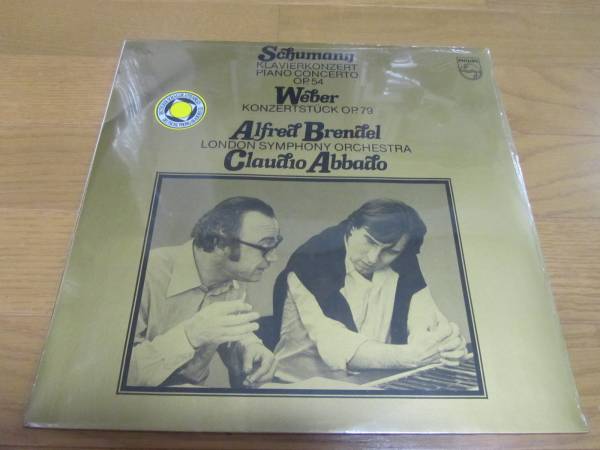 Schumann
KLAVIERKONZERT
PIANO CONCERTO
OP.54
Weber
KONZERTSTÜCK OP.79
Alfred Brendel
LONDON SYMPHONY ORCHESTRA
Claudio Abbado
PHILIPS